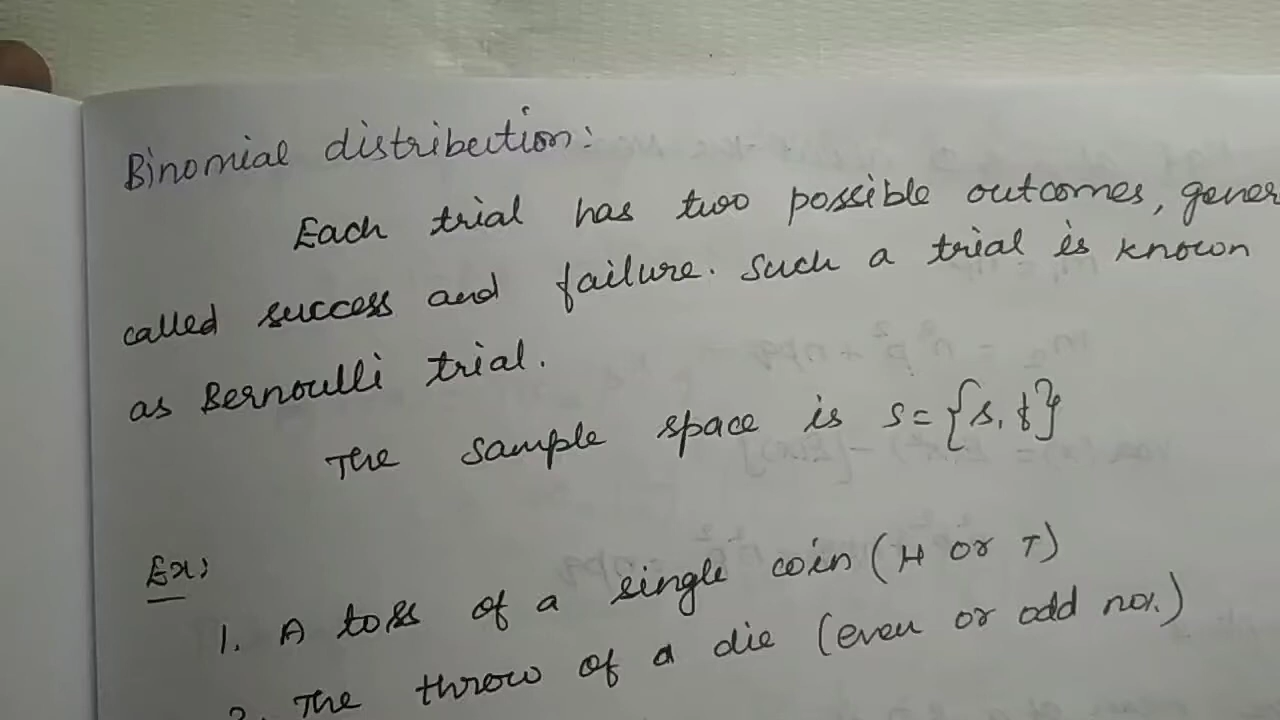 Binomial distribution:
Each trial has two possible outcomes, gener
called success and failure. Such a trial is known
as Bernoulli trial.
The sample space is S={s, f}
Ex:
1. A toss of a single coin (H or T)
2. The throw of a die (even or odd no.)